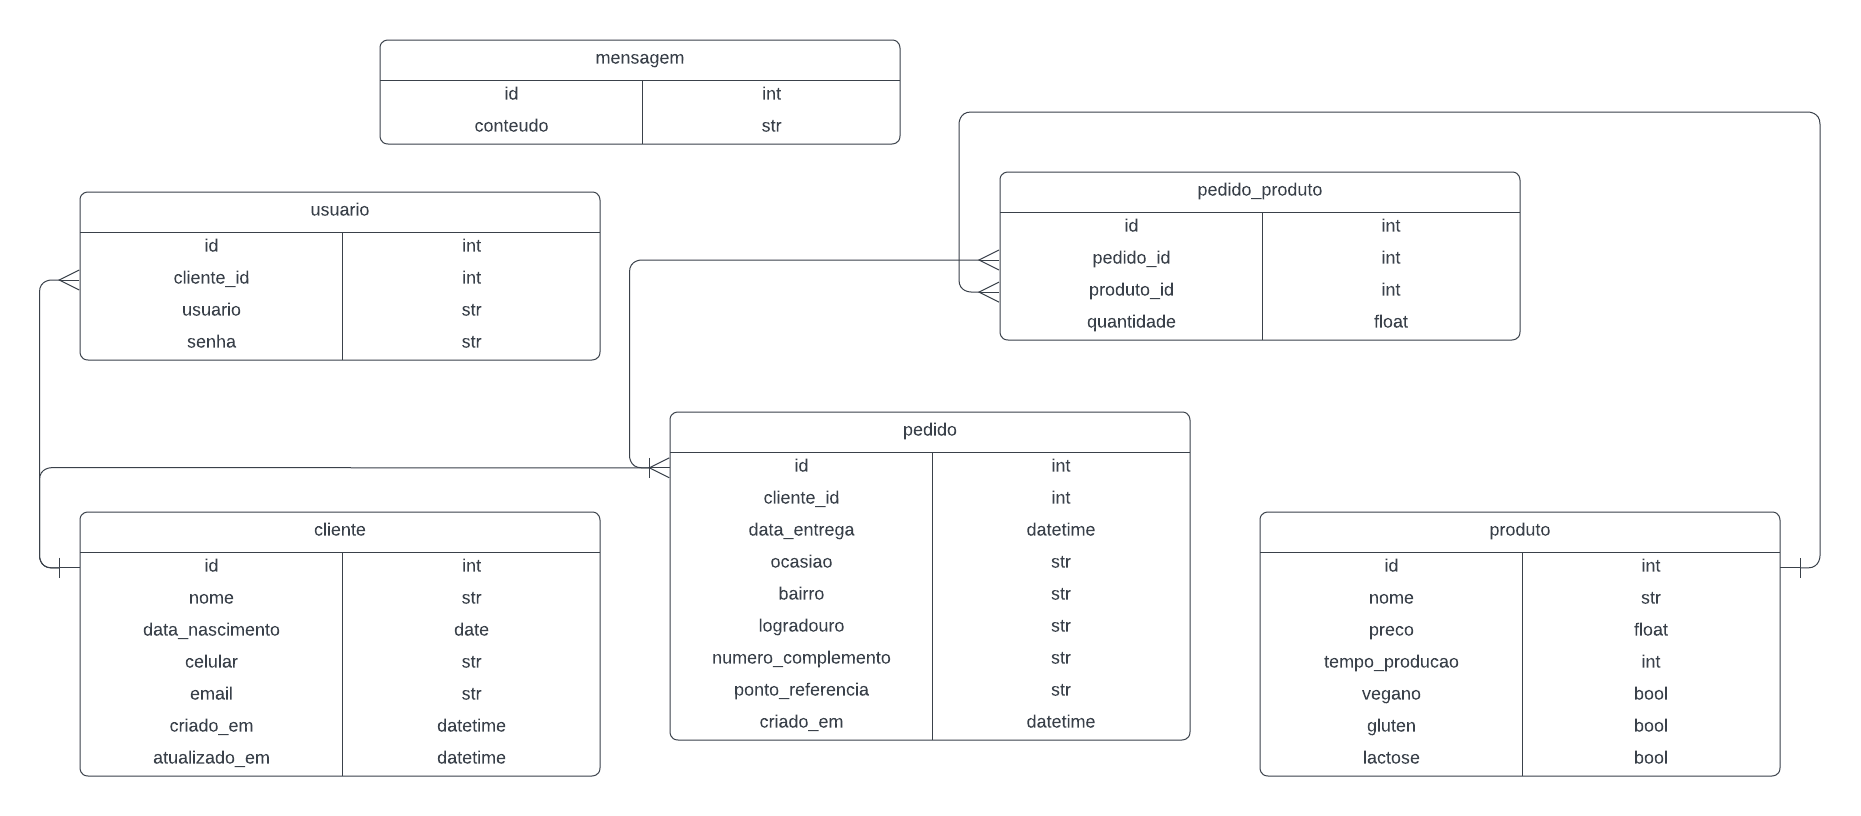 mensagem
id int
conteudo str
usuario
id int
cliente_id int
usuario str
senha str
pedido_produto
id int
pedido_id int
produto_id int
quantidade float
pedido
id int
cliente_id int
data_entrega datetime
ocasiao str
bairro str
logradouro str
numero_complemento str
ponto_referencia str
criado_em datetime
cliente
id int
nome str
data_nascimento date
celular str
email str
criado_em datetime
atualizado_em datetime
produto
id int
nome str
preco float
tempo_producao int
vegano bool
gluten bool
lactose bool